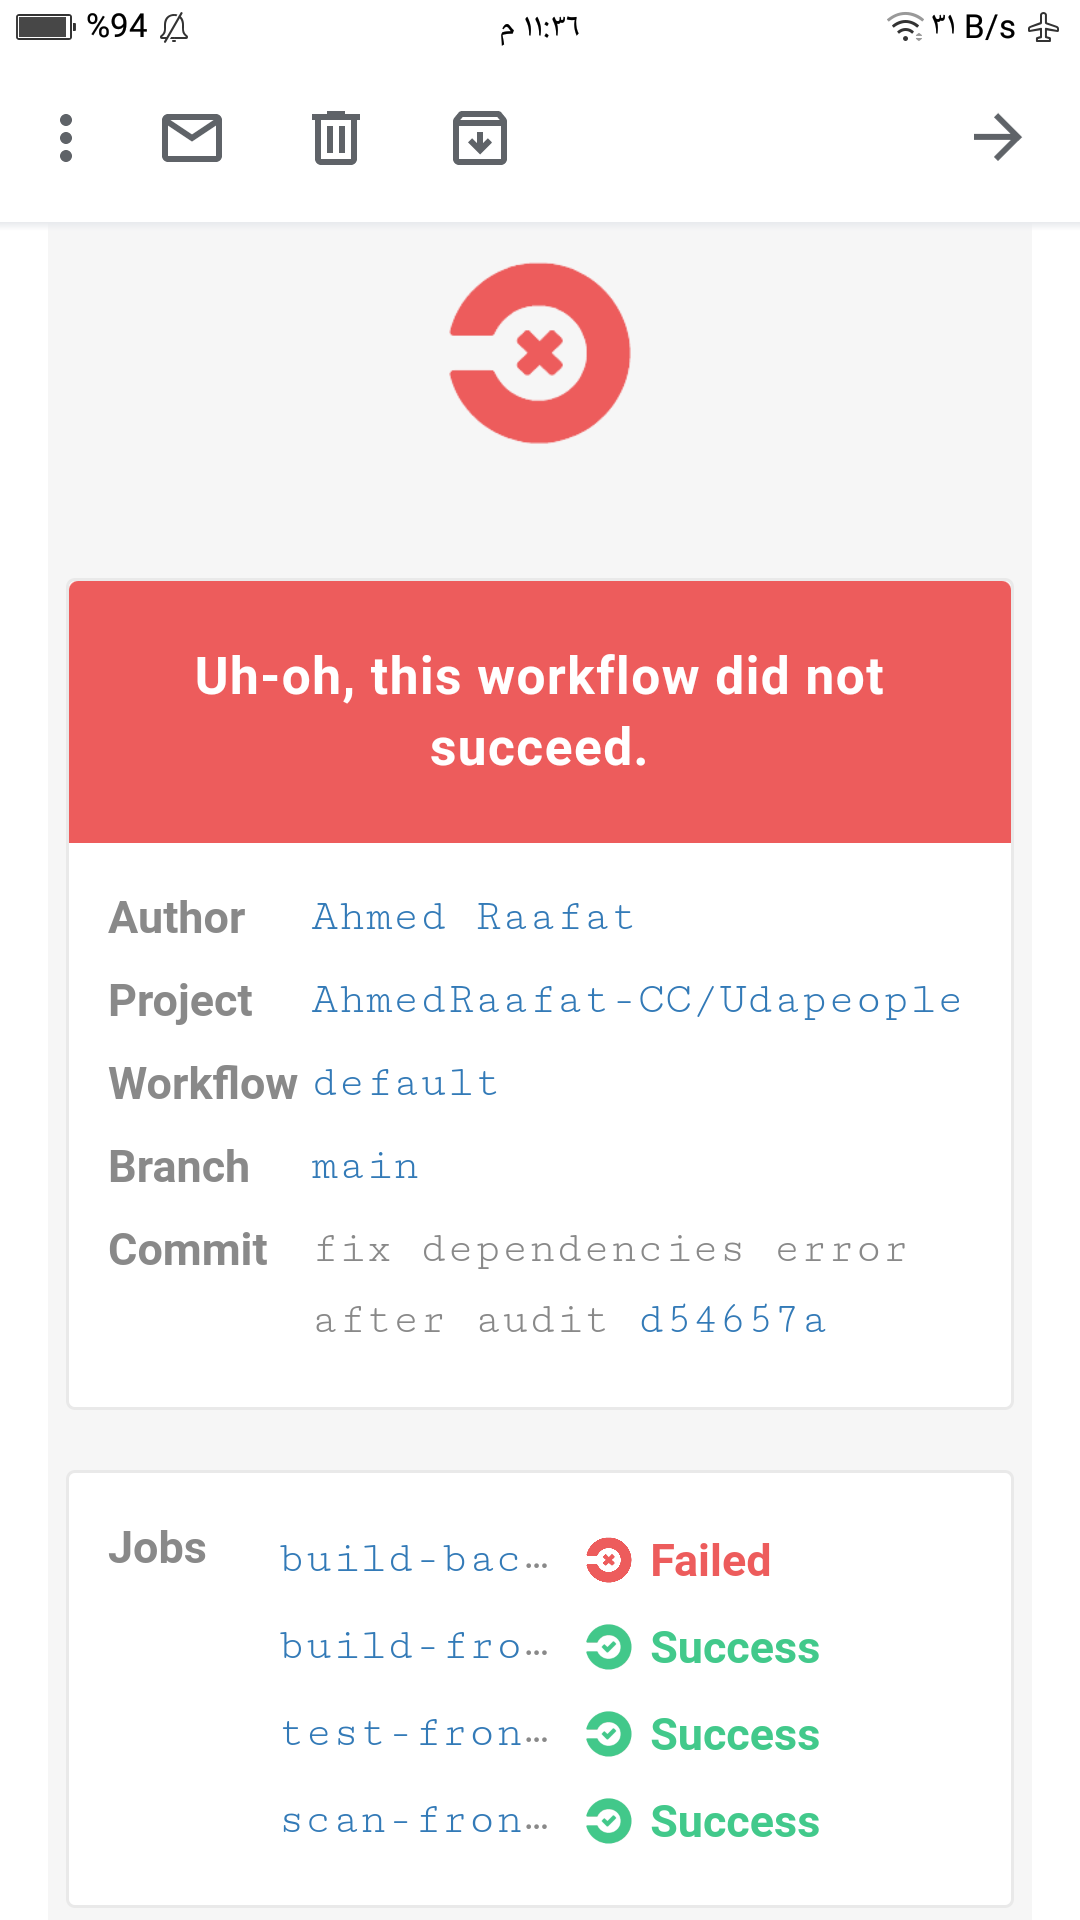 %94 ١١:٣٦ م ٣١ B/s
Uh-oh, this workflow did not
succeed.
Author Ahmed Raafat
Project AhmedRaafat-CC/Udapeople
Workflow default
Branch main
Commit fix dependencies error
after audit d54657a
Jobs build-bac... Failed
build-fro... Success
test-fron... Success
scan-fron... Success